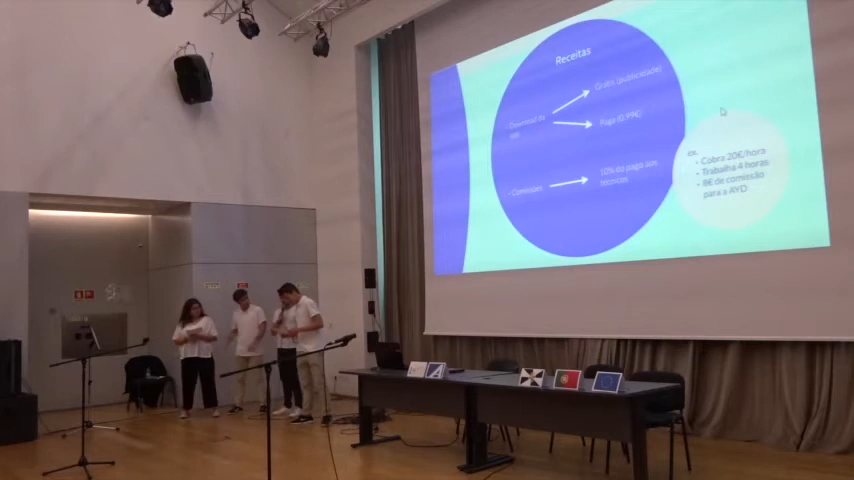 Receitas
Grátis (publicidade)
Paga (0.99€)
- Comissões
10% do pago aos
técnicos
ex.
• Cobra 20€/hora
• Trabalha 4 horas
• 8€ de comissão
para a AYD